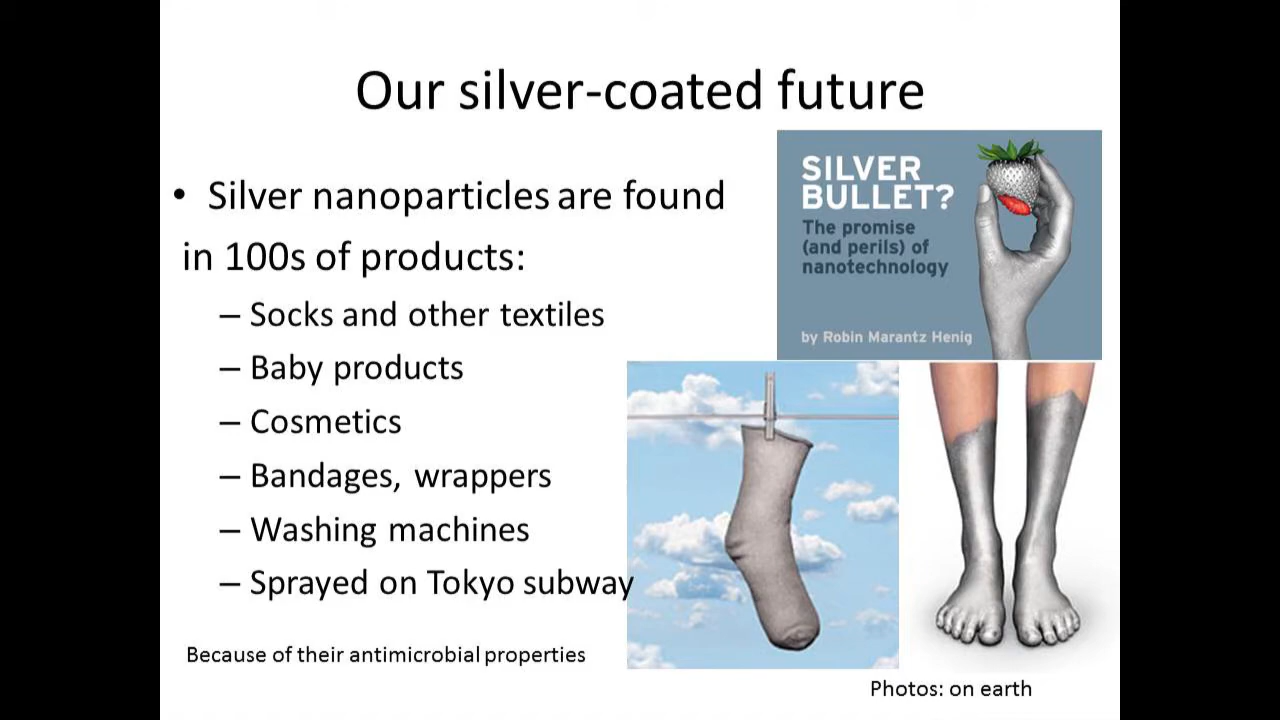 Our silver-coated future
• Silver nanoparticles are found
in 100s of products:
– Socks and other textiles
– Baby products
– Cosmetics
– Bandages, wrappers
– Washing machines
– Sprayed on Tokyo subway
Because of their antimicrobial properties
SILVER
BULLET?
The promise
(and perils) of
nanotechnology
by Robin Marantz Henig
Photos: on earth